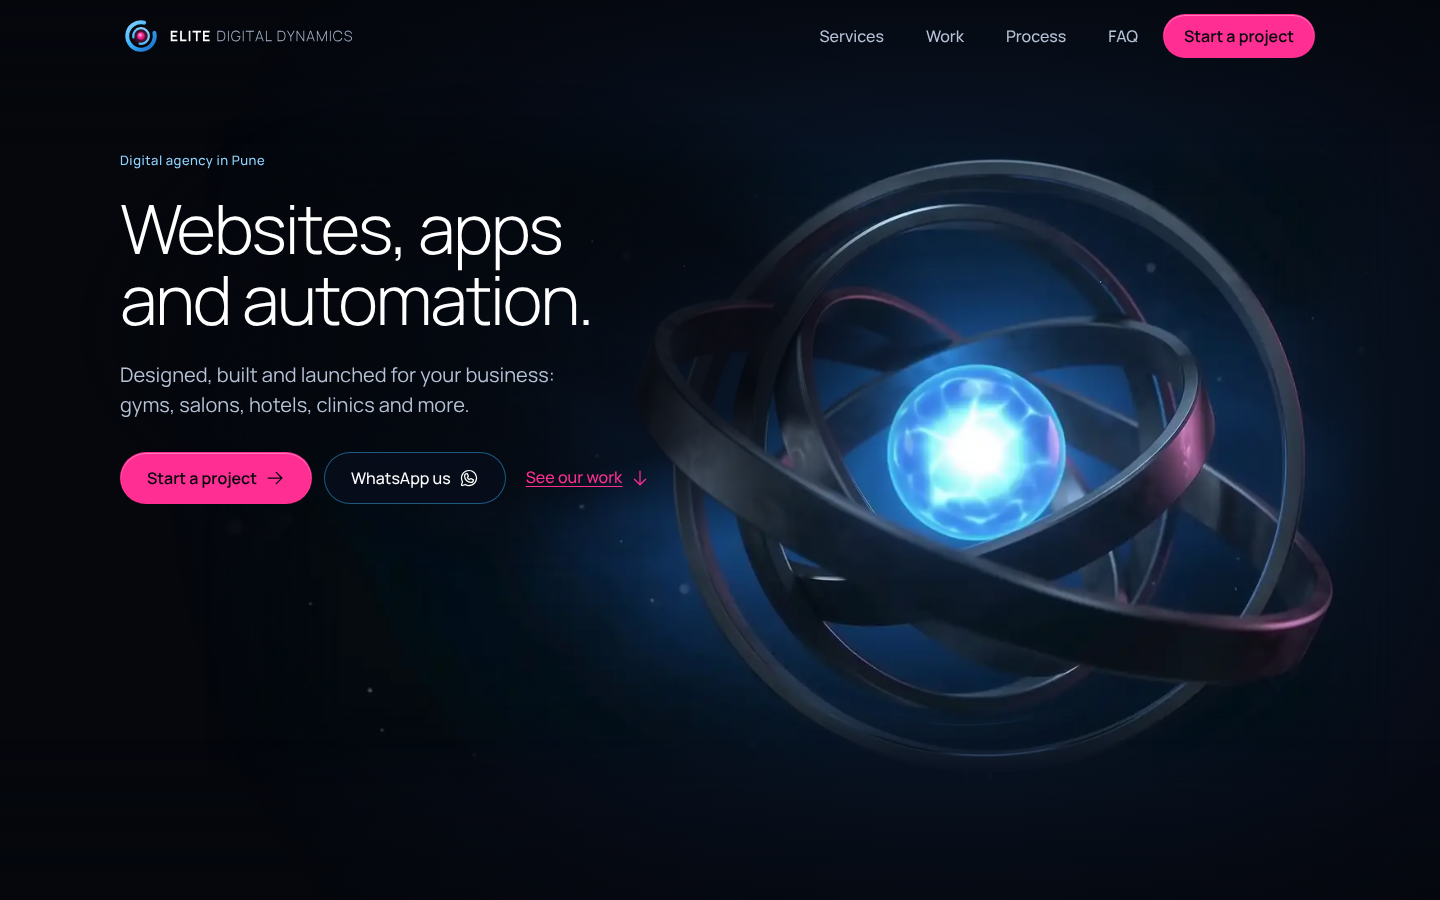 ELITE DIGITAL DYNAMICS
Services
Work
Process
FAQ
Start a project
Digital agency in Pune
Websites, apps
and automation.
Designed, built and launched for your business:
gyms, salons, hotels, clinics and more.
Start a project
WhatsApp us
See our work